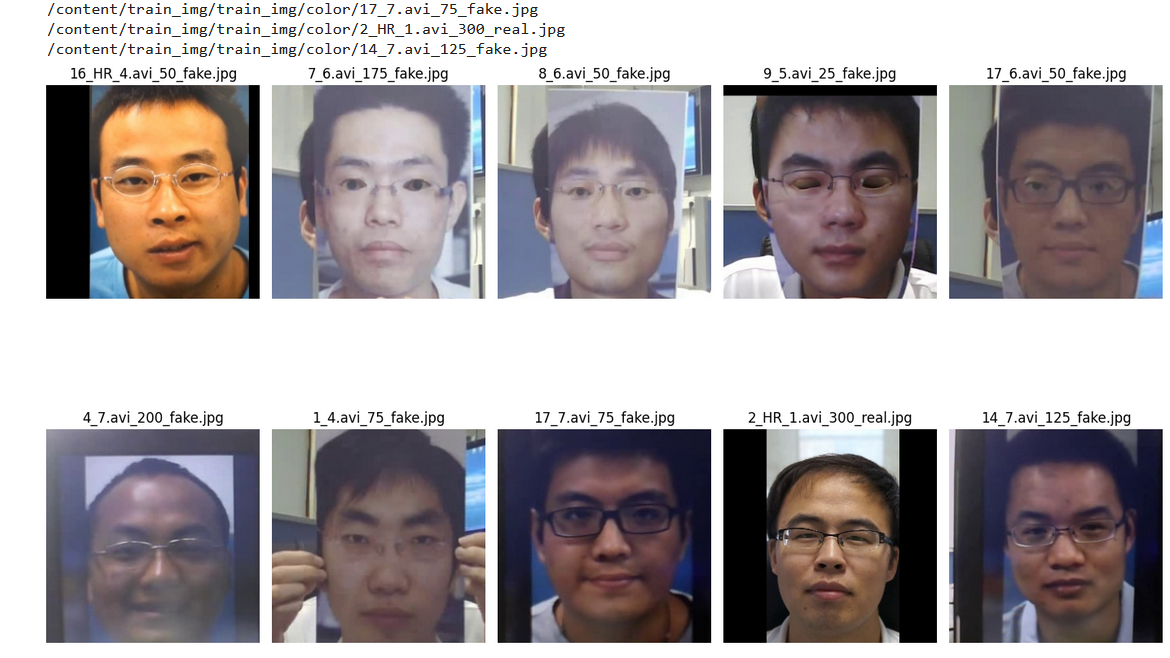 /content/train_img/train_img/color/17_7.avi_75_fake.jpg
/content/train_img/train_img/color/2_HR_1.avi_300_real.jpg
/content/train_img/train_img/color/14_7.avi_125_fake.jpg
16_HR_4.avi_50_fake.jpg
7_6.avi_175_fake.jpg
8_6.avi_50_fake.jpg
9_5.avi_25_fake.jpg
17_6.avi_50_fake.jpg
4_7.avi_200_fake.jpg
1_4.avi_75_fake.jpg
17_7.avi_75_fake.jpg
2_HR_1.avi_300_real.jpg
14_7.avi_125_fake.jpg